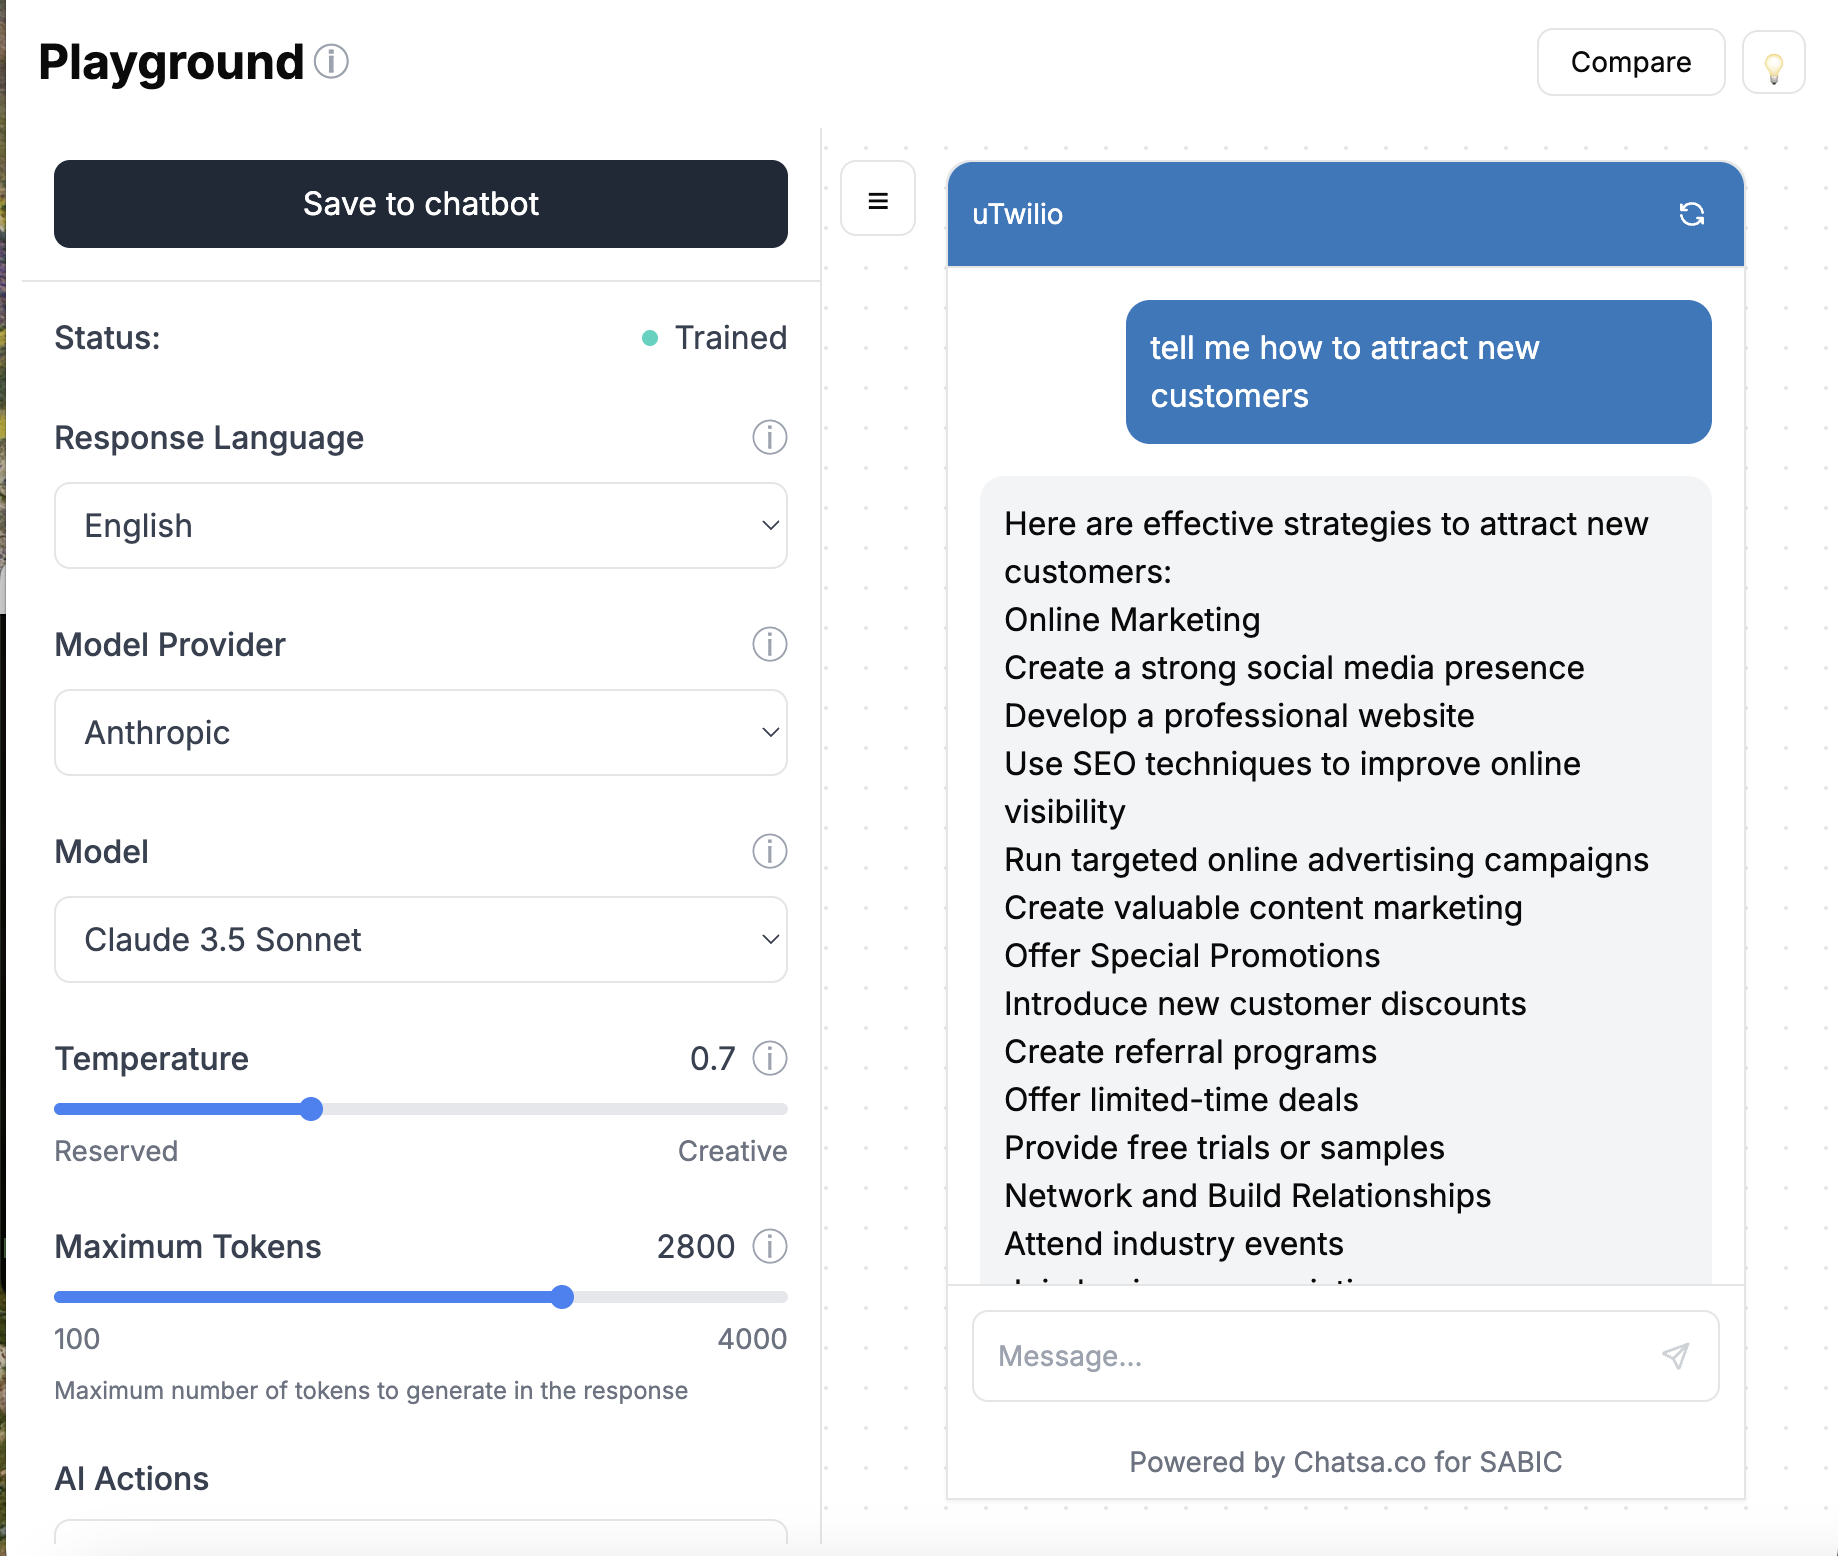 Playground
Compare
Save to chatbot
Status:
Trained
Response Language
English
Model Provider
Anthropic
Model
Claude 3.5 Sonnet
Temperature
0.7
Reserved
Creative
Maximum Tokens
2800
100
4000
Maximum number of tokens to generate in the response
AI Actions
uTwilio
tell me how to attract new
customers
Here are effective strategies to attract new
customers:
Online Marketing
Create a strong social media presence
Develop a professional website
Use SEO techniques to improve online
visibility
Run targeted online advertising campaigns
Create valuable content marketing
Offer Special Promotions
Introduce new customer discounts
Create referral programs
Offer limited-time deals
Provide free trials or samples
Network and Build Relationships
Attend industry events
Message...
Powered by Chatsa.co for SABIC